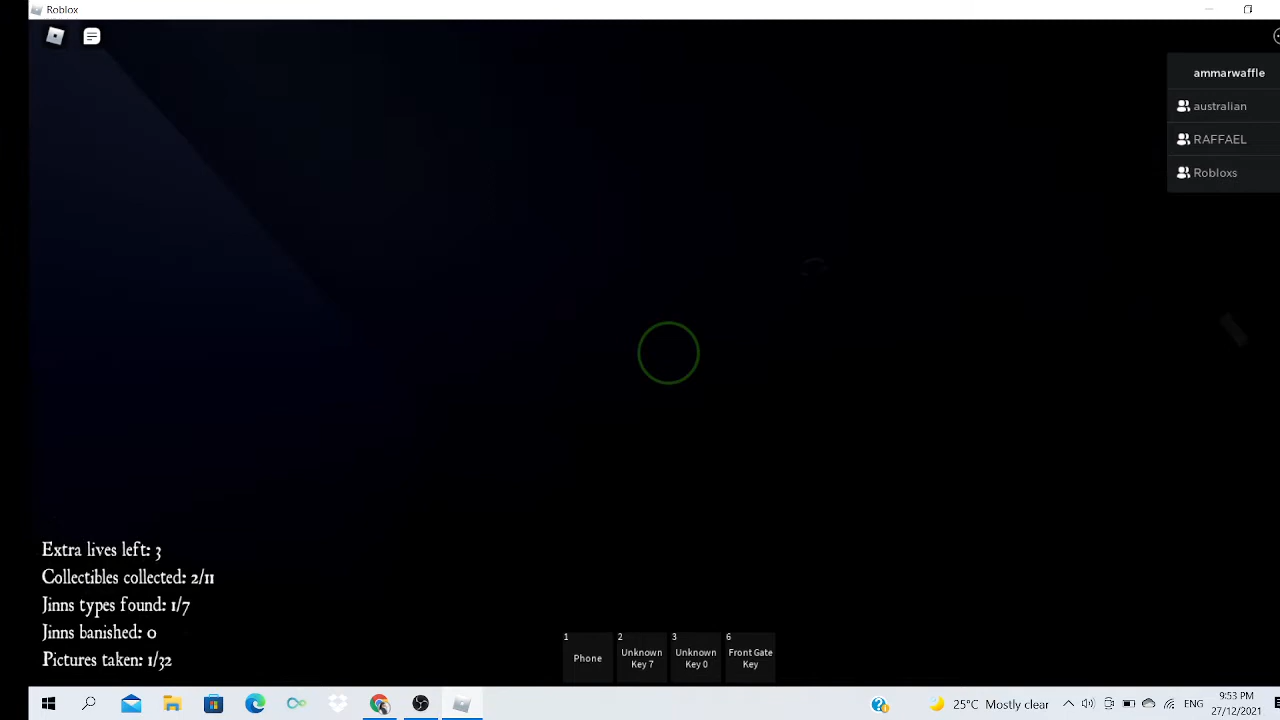 Roblox
ammarwaffle
australian
RAFFAEL
Robloxs
Extra lives left: 3
Collectibles collected: 2/11
Jinns types found: 1/7
Jinns banished: 0
Pictures taken: 1/32
1
Phone
2
Unknown
Key 7
3
Unknown
Key 0
6
Front Gate
Key
25°C Mostly clear
9:53 PM
27/12/2021